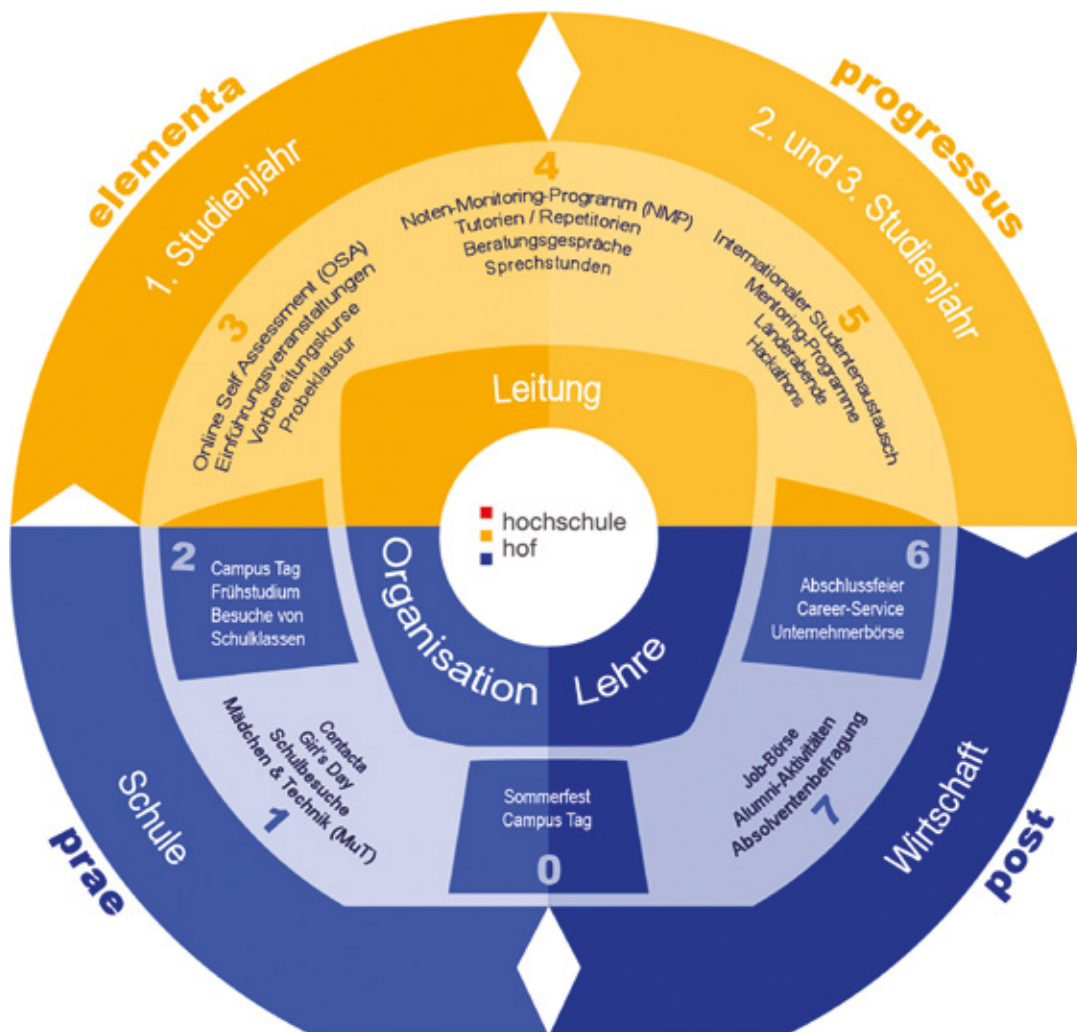 elementa
1. Studienjahr
progressus
2. und 3. Studienjahr
4
Noten-Monitoring-Programm (NMP)
Tutorien / Repetitorien
Beratungsgespräche
Sprechstunden
3
Online Self Assessment (OSA)
Einführungsveranstaltungen
Vorbereitungskurse
Probeklausur
5
Internationaler Studentenaustausch
Mentoring-Programme
Länderabende
Hackathons
Leitung
hochschule
hof
Organisation
Lehre
2
Campus Tag
Frühstudium
Besuche von
Schulklassen
6
Abschlussfeier
Career-Service
Unternehmerbörse
Contacta
Girl's Day
Schulbesuche
Mädchen & Technik (MuT)
1
Sommerfest
Campus Tag
0
Job-Börse
Alumni-Aktivitäten
Absolventenbefragung
7
Schule
prae
Wirtschaft
post